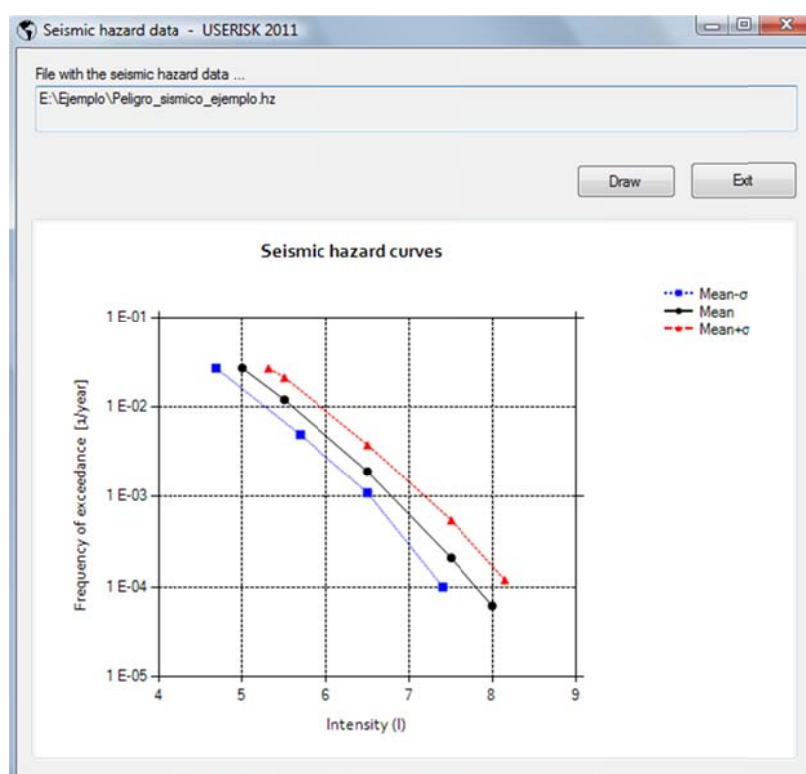 Seismic hazard data - USERISK 2011
File with the seismic hazard data ...
E:\Ejemplo\Peligro_sismico_ejemplo.hz
Draw Exit
Seismic hazard curves
Mean-σ
Mean
Mean+σ
Frequency of exceedance [1/year]
1 E-01
1 E-02
1 E-03
1 E-04
1 E-05
4 5 6 7 8 9
Intensity (I)